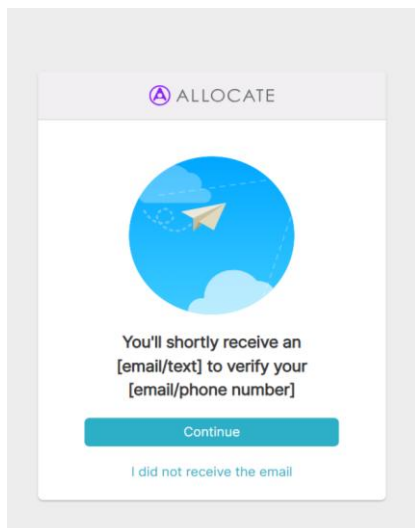 ALLOCATE
You'll shortly receive an
[email/text] to verify your
[email/phone number]
Continue
I did not receive the email